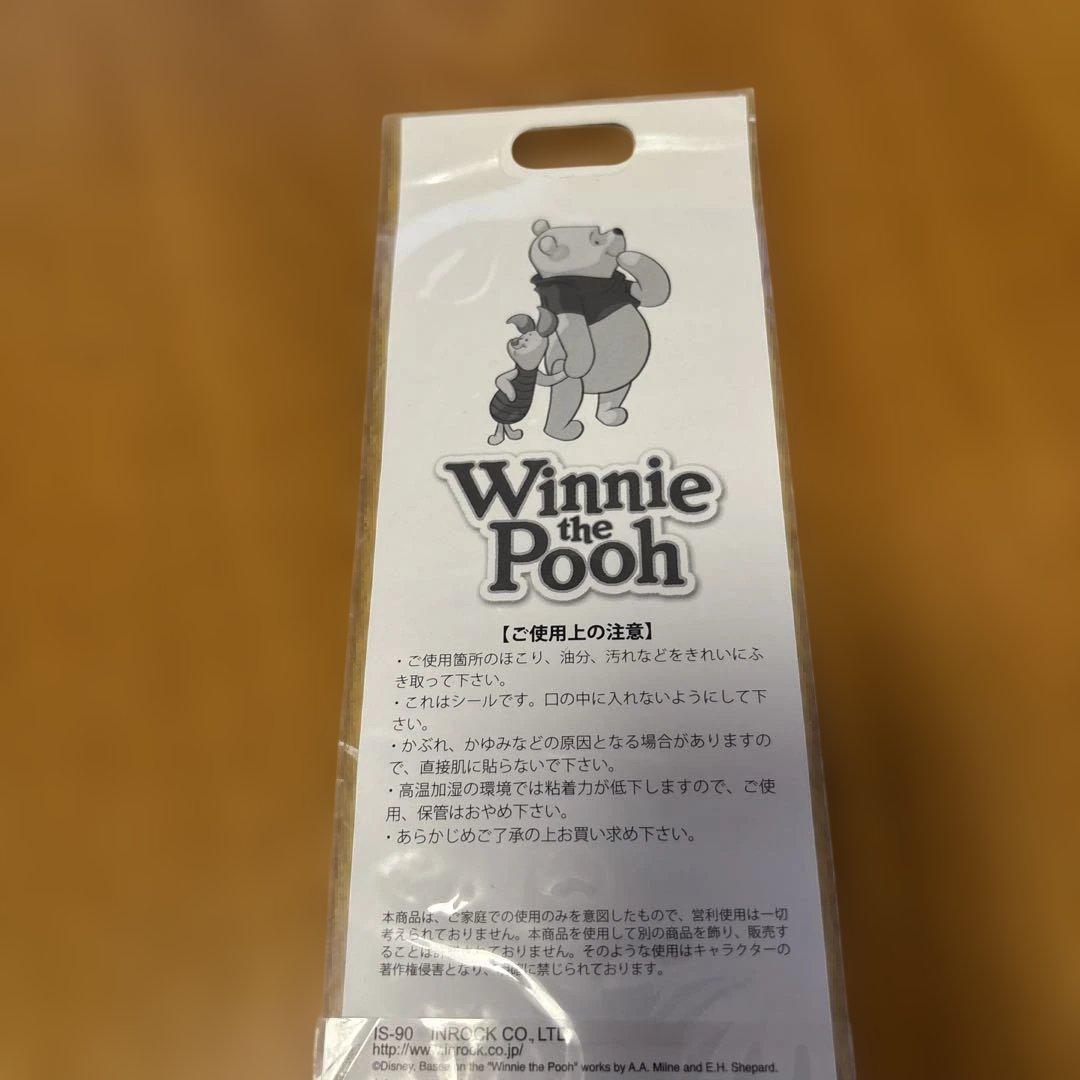 Winnie
the
Pooh
【ご使用上の注意】
・ご使用箇所のほこり、油分、汚れなどをきれいにふ
き取って下さい。
・これはシールです。口の中に入れないようにして下
さい。
・かぶれ、かゆみなどの原因となる場合がありますの
で、直接肌に貼らないで下さい。
・高温加湿の環境では粘着力が低下しますので、ご使
用、保管はおやめ下さい。
・あらかじめご了承の上お買い求め下さい。
本商品は、ご家庭での使用のみを意図したもので、営利使用は一切
考えられておりません。本商品を使用して別の商品を飾り、販売す
ることは ておりません。そのような使用はキャラクターの
著作権侵害となり、 に禁じられております。
IS-90 INROCK CO., LTD
http://www.inrock.co.jp/
©Disney. Based on the "Winnie the Pooh" works by A.A. Milne and E.H. Shepard.